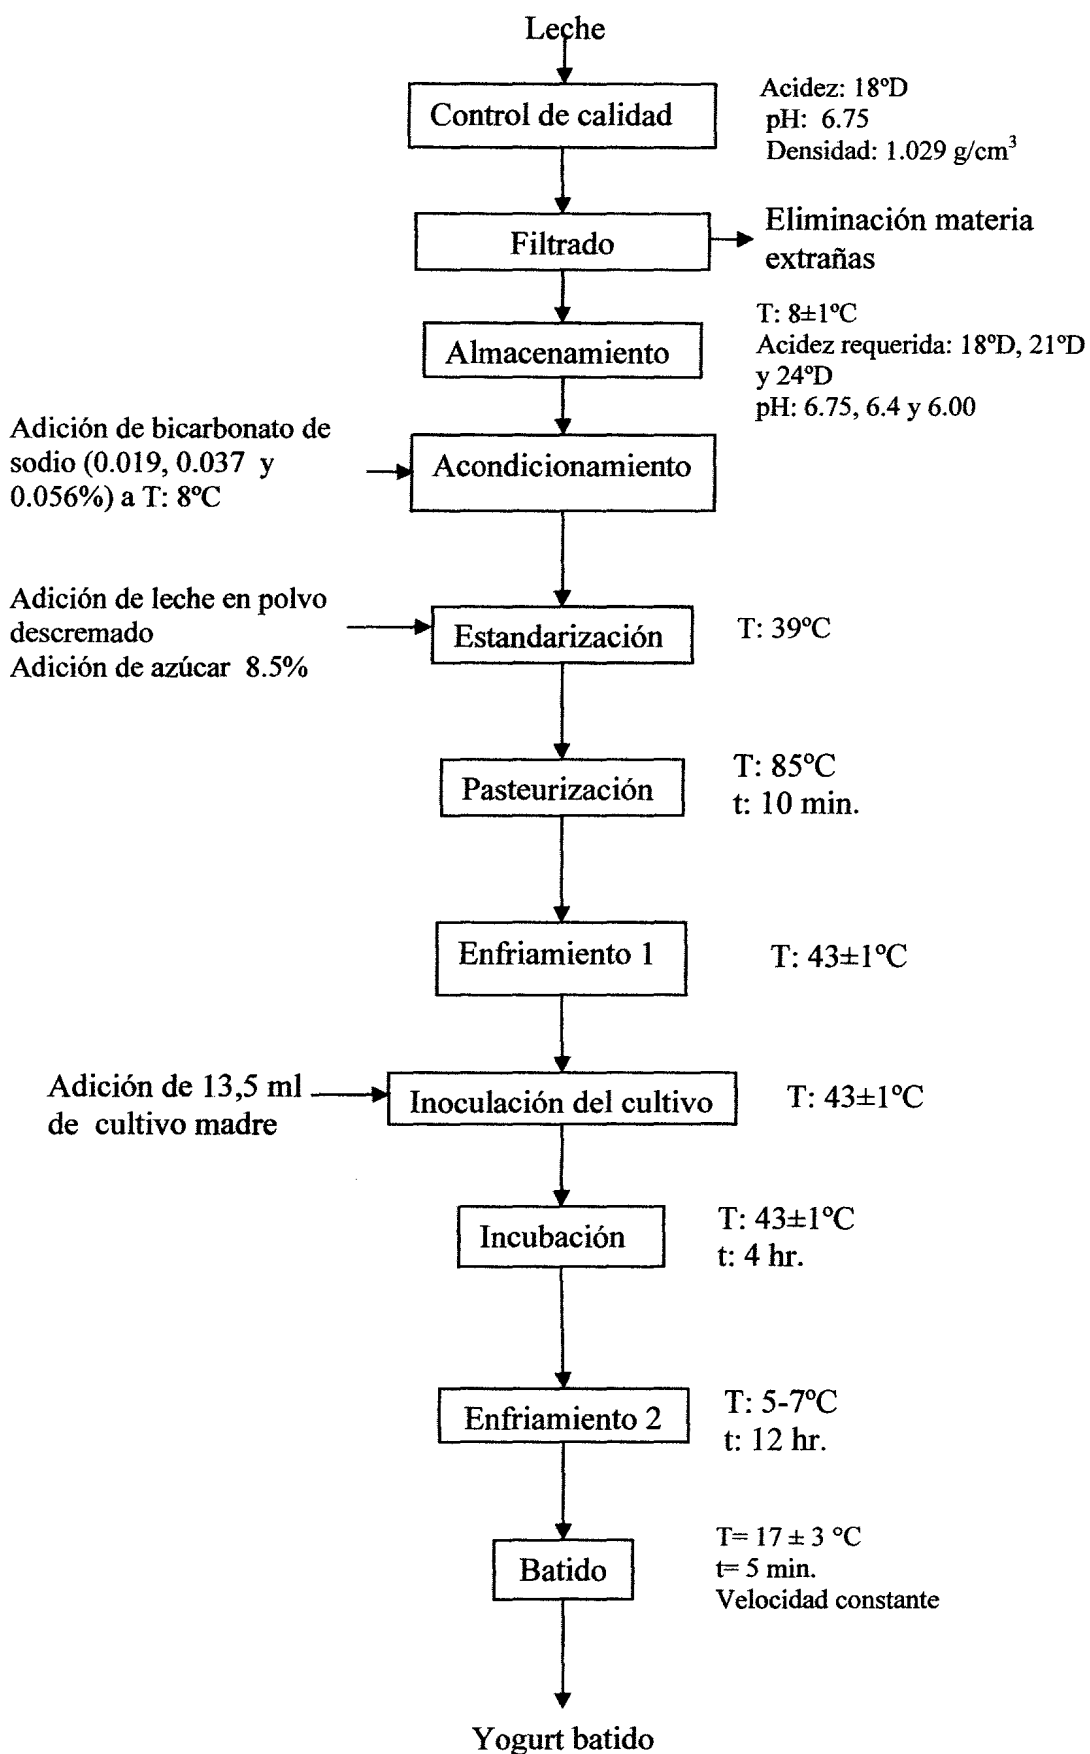 Leche
Control de calidad
Acidez: 18ºD
pH: 6.75
Densidad: 1.029 g/cm³
Filtrado
Eliminación materia
extrañas
Almacenamiento
T: 8±1ºC
Acidez requerida: 18ºD, 21ºD
y 24ºD
pH: 6.75, 6.4 y 6.00
Adición de bicarbonato de
sodio (0.019, 0.037 y
0.056%) a T: 8ºC
Acondicionamiento
Adición de leche en polvo
descremado
Adición de azúcar 8.5%
Estandarización
T: 39ºC
Pasteurización
T: 85ºC
t: 10 min.
Enfriamiento 1
T: 43±1ºC
Adición de 13,5 ml
de cultivo madre
Inoculación del cultivo
T: 43±1ºC
Incubación
T: 43±1ºC
t: 4 hr.
Enfriamiento 2
T: 5-7ºC
t: 12 hr.
Batido
T= 17 ± 3 °C
t= 5 min.
Velocidad constante
Yogurt batido